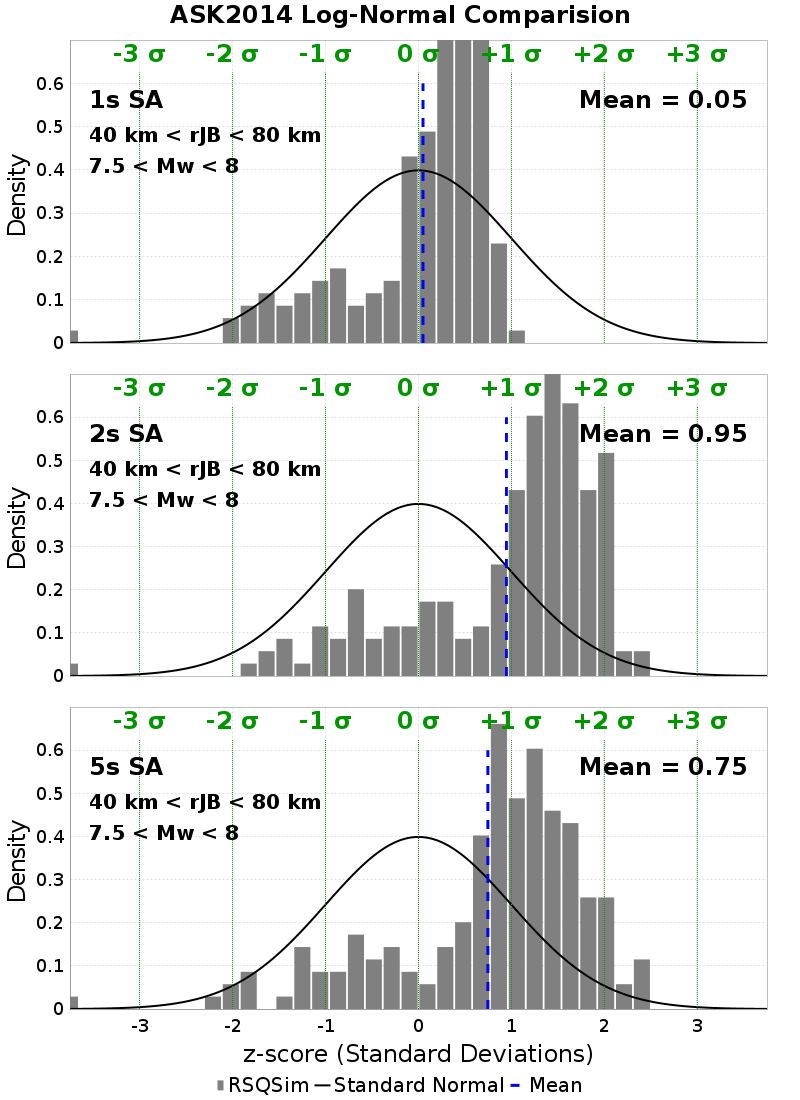 ASK2014 Log-Normal Comparision
-3 σ -2 σ -1 σ 0 σ +1 σ +2 σ +3 σ
1s SA Mean = 0.05
40 km < rJB < 80 km
7.5 < Mw < 8
0.6
0.5
0.4
0.3
0.2
0.1
0
Density
-3 σ -2 σ -1 σ 0 σ +1 σ +2 σ +3 σ
2s SA Mean = 0.95
40 km < rJB < 80 km
7.5 < Mw < 8
0.6
0.5
0.4
0.3
0.2
0.1
0
Density
-3 σ -2 σ -1 σ 0 σ +1 σ +2 σ +3 σ
5s SA Mean = 0.75
40 km < rJB < 80 km
7.5 < Mw < 8
0.6
0.5
0.4
0.3
0.2
0.1
0
Density
-3 -2 -1 0 1 2 3
z-score (Standard Deviations)
RSQSim Standard Normal Mean